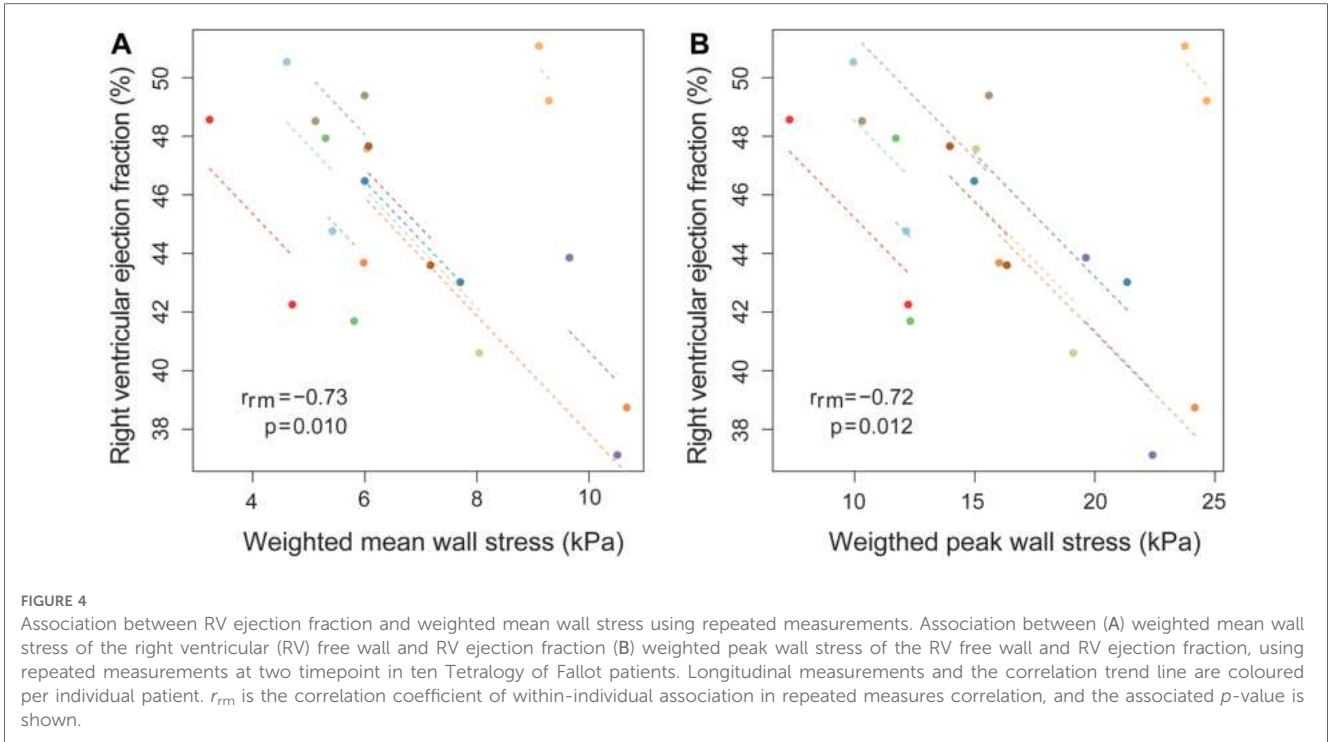 A
Right ventricular ejection fraction (%)
50
48
46
44
42
40
38
rrm=−0.73
p=0.010
4
6
8
10
Weighted mean wall stress (kPa)
B
Right ventricular ejection fraction (%)
50
48
46
44
42
40
38
rrm=−0.72
p=0.012
10
15
20
25
Weigthed peak wall stress (kPa)
FIGURE 4
Association between RV ejection fraction and weighted mean wall stress using repeated measurements. Association between (A) weighted mean wall
stress of the right ventricular (RV) free wall and RV ejection fraction (B) weighted peak wall stress of the RV free wall and RV ejection fraction, using
repeated measurements at two timepoint in ten Tetralogy of Fallot patients. Longitudinal measurements and the correlation trend line are coloured
per individual patient. rrm is the correlation coefficient of within-individual association in repeated measures correlation, and the associated p-value is
shown.